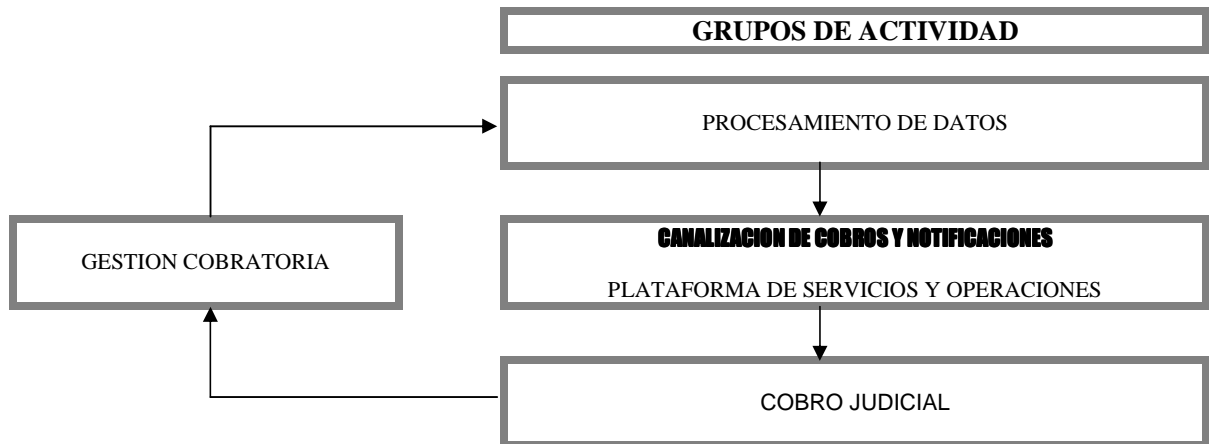 GRUPOS DE ACTIVIDAD
PROCESAMIENTO DE DATOS
GESTION COBRATORIA
CANALIZACION DE COBROS Y NOTIFICACIONES
PLATAFORMA DE SERVICIOS Y OPERACIONES
COBRO JUDICIAL